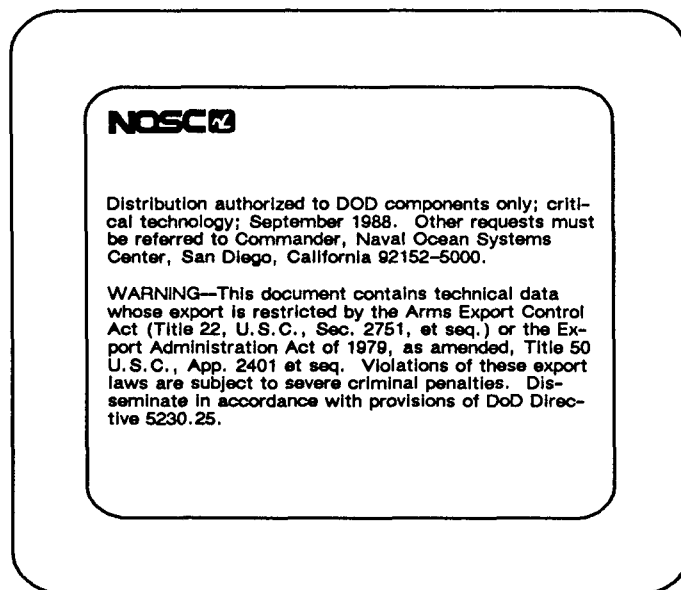 NOSC
Distribution authorized to DOD components only; criti-
cal technology; September 1988. Other requests must
be referred to Commander, Naval Ocean Systems
Center, San Diego, California 92152–5000.
WARNING—This document contains technical data
whose export is restricted by the Arms Export Control
Act (Title 22, U.S.C., Sec. 2751, et seq.) or the Ex-
port Administration Act of 1979, as amended, Title 50
U.S.C., App. 2401 et seq. Violations of these export
laws are subject to severe criminal penalties. Dis-
seminate in accordance with provisions of DoD Direc-
tive 5230.25.